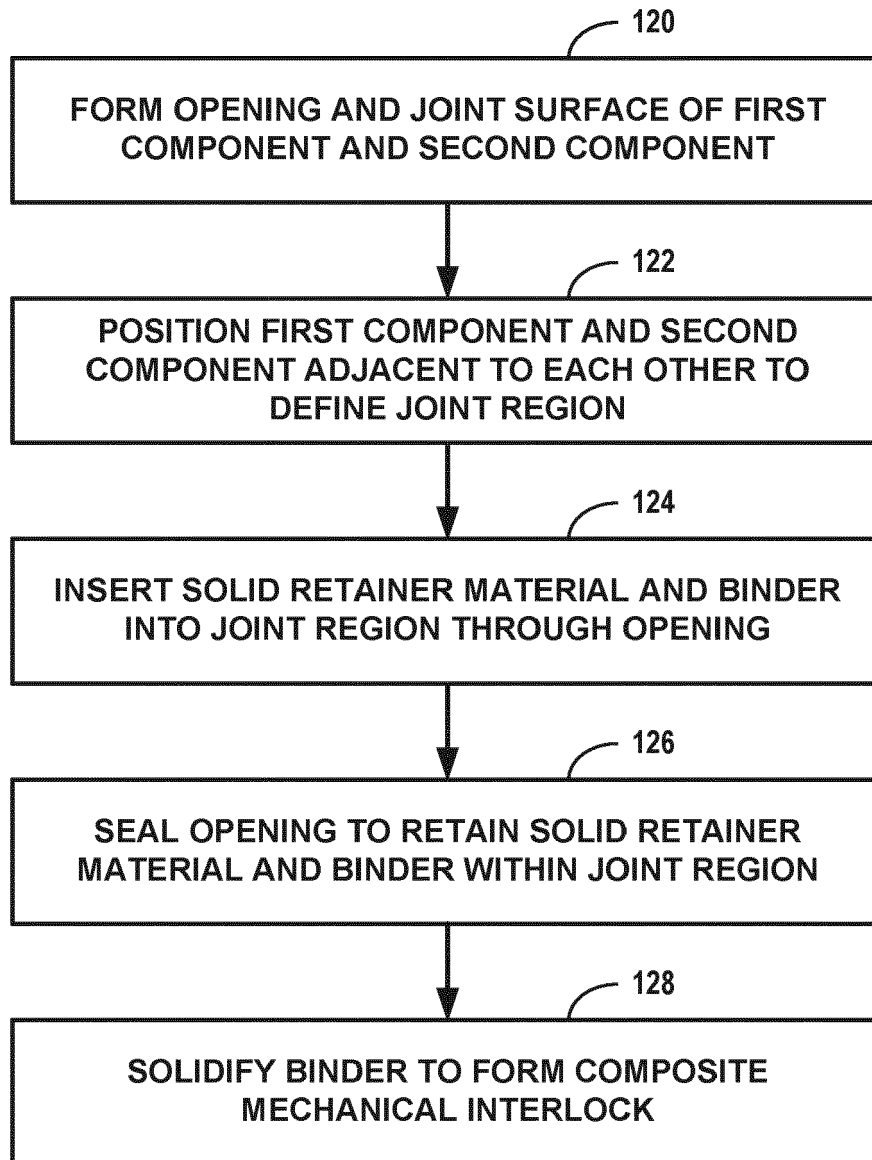 120
FORM OPENING AND JOINT SURFACE OF FIRST
COMPONENT AND SECOND COMPONENT
122
POSITION FIRST COMPONENT AND SECOND
COMPONENT ADJACENT TO EACH OTHER TO
DEFINE JOINT REGION
124
INSERT SOLID RETAINER MATERIAL AND BINDER
INTO JOINT REGION THROUGH OPENING
126
SEAL OPENING TO RETAIN SOLID RETAINER
MATERIAL AND BINDER WITHIN JOINT REGION
128
SOLIDIFY BINDER TO FORM COMPOSITE
MECHANICAL INTERLOCK